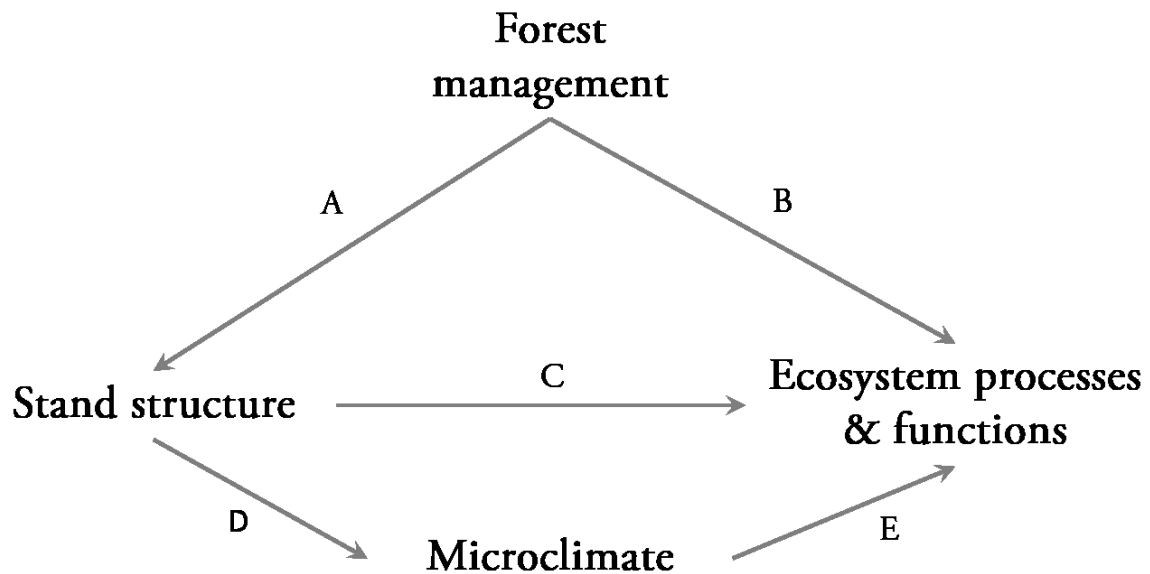 Forest
management
A
B
C
Stand structure
Ecosystem processes
& functions
D
E
Microclimate